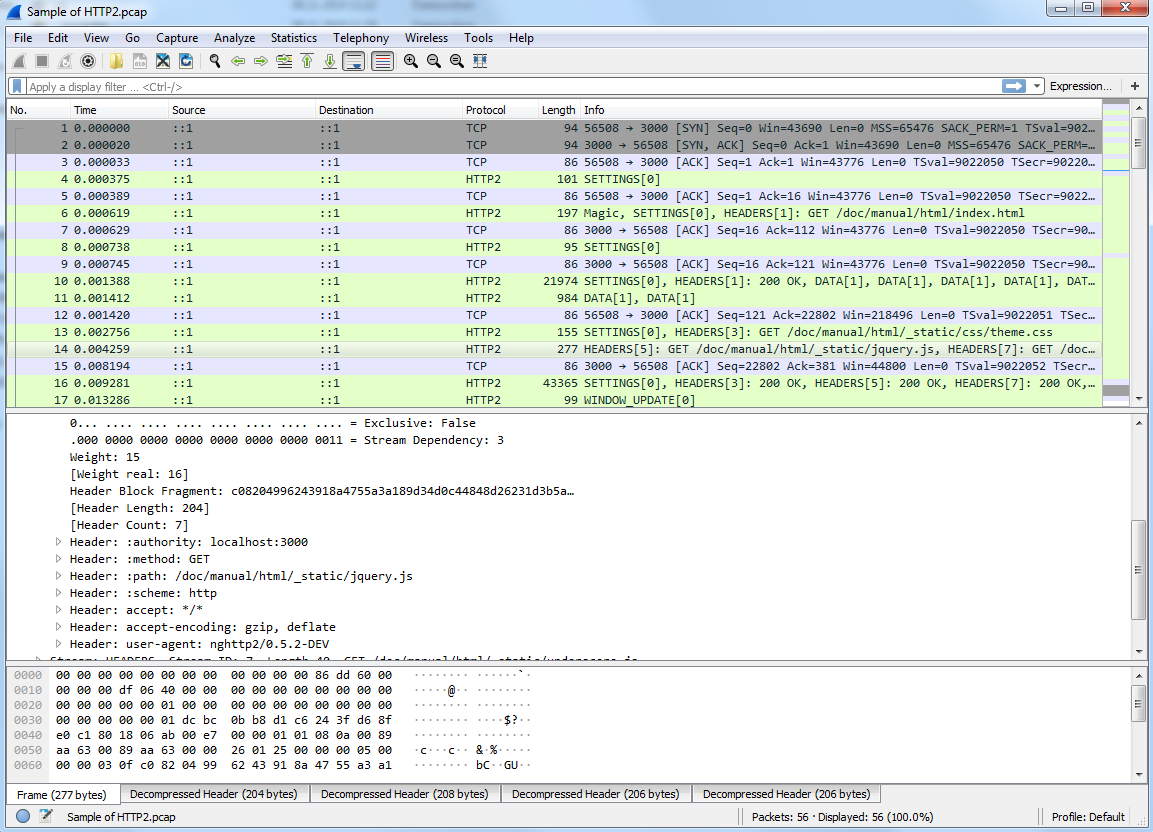 Sample of HTTP2.pcap
File Edit View Go Capture Analyze Statistics Telephony Wireless Tools Help
Apply a display filter ... <Ctrl-/> Expression... +
No. Time Source Destination Protocol Length Info
1 0.000000 ::1 ::1 TCP 94 56508 → 3000 [SYN] Seq=0 Win=43690 Len=0 MSS=65476 SACK_PERM=1 TSval=902…
2 0.000020 ::1 ::1 TCP 94 3000 → 56508 [SYN, ACK] Seq=0 Ack=1 Win=43690 Len=0 MSS=65476 SACK_PERM=…
3 0.000033 ::1 ::1 TCP 86 56508 → 3000 [ACK] Seq=1 Ack=1 Win=43776 Len=0 TSval=9022050 TSecr=90220…
4 0.000375 ::1 ::1 HTTP2 101 SETTINGS[0]
5 0.000389 ::1 ::1 TCP 86 56508 → 3000 [ACK] Seq=1 Ack=16 Win=43776 Len=0 TSval=9022050 TSecr=9022…
6 0.000619 ::1 ::1 HTTP2 197 Magic, SETTINGS[0], HEADERS[1]: GET /doc/manual/html/index.html
7 0.000629 ::1 ::1 TCP 86 3000 → 56508 [ACK] Seq=16 Ack=112 Win=43776 Len=0 TSval=9022050 TSecr=90…
8 0.000738 ::1 ::1 HTTP2 95 SETTINGS[0]
9 0.000745 ::1 ::1 TCP 86 3000 → 56508 [ACK] Seq=16 Ack=121 Win=43776 Len=0 TSval=9022050 TSecr=90…
10 0.001388 ::1 ::1 HTTP2 21974 SETTINGS[0], HEADERS[1]: 200 OK, DATA[1], DATA[1], DATA[1], DATA[1], DAT…
11 0.001412 ::1 ::1 HTTP2 984 DATA[1], DATA[1]
12 0.001420 ::1 ::1 TCP 86 56508 → 3000 [ACK] Seq=121 Ack=22802 Win=218496 Len=0 TSval=9022051 TSec…
13 0.002756 ::1 ::1 HTTP2 155 SETTINGS[0], HEADERS[3]: GET /doc/manual/html/_static/css/theme.css
14 0.004259 ::1 ::1 HTTP2 277 HEADERS[5]: GET /doc/manual/html/_static/jquery.js, HEADERS[7]: GET /doc…
15 0.008194 ::1 ::1 TCP 86 3000 → 56508 [ACK] Seq=22802 Ack=381 Win=44800 Len=0 TSval=9022052 TSecr…
16 0.009281 ::1 ::1 HTTP2 43365 SETTINGS[0], HEADERS[3]: 200 OK, HEADERS[5]: 200 OK, HEADERS[7]: 200 OK,…
17 0.013286 ::1 ::1 HTTP2 99 WINDOW_UPDATE[0]
0... .... .... .... .... .... .... .... = Exclusive: False
.000 0000 0000 0000 0000 0000 0000 0011 = Stream Dependency: 3
Weight: 15
[Weight real: 16]
Header Block Fragment: c08204996243918a4755a3a189d34d0c44848d26231d3b5a…
[Header Length: 204]
[Header Count: 7]
Header: :authority: localhost:3000
Header: :method: GET
Header: :path: /doc/manual/html/_static/jquery.js
Header: :scheme: http
Header: accept: */*
Header: accept-encoding: gzip, deflate
Header: user-agent: nghttp2/0.5.2-DEV
Stream: HEADERS, Stream ID: 7, Length 40, GET /doc/manual/html/_static/underscore.js
0000 00 00 00 00 00 00 00 00 00 00 00 00 86 dd 60 00 ········ ······`·
0010 00 00 00 df 06 40 00 00 00 00 00 00 00 00 00 00 ·····@·· ········
0020 00 00 00 00 00 01 00 00 00 00 00 00 00 00 00 00 ········ ········
0030 00 00 00 00 00 01 dc bc 0b b8 d1 c6 24 3f d6 8f ········ ····$?··
0040 e0 c1 80 18 06 ab 00 e7 00 00 01 01 08 0a 00 89 ········ ········
0050 aa 63 00 89 aa 63 00 00 26 01 25 00 00 00 05 00 ·c···c·· &·%·····
0060 00 00 03 0f c0 82 04 99 62 43 91 8a 47 55 a3 a1 ········ bC··GU··
Frame (277 bytes) Decompressed Header (204 bytes) Decompressed Header (208 bytes) Decompressed Header (206 bytes) Decompressed Header (206 bytes)
Sample of HTTP2.pcap Packets: 56 · Displayed: 56 (100.0%) Profile: Default